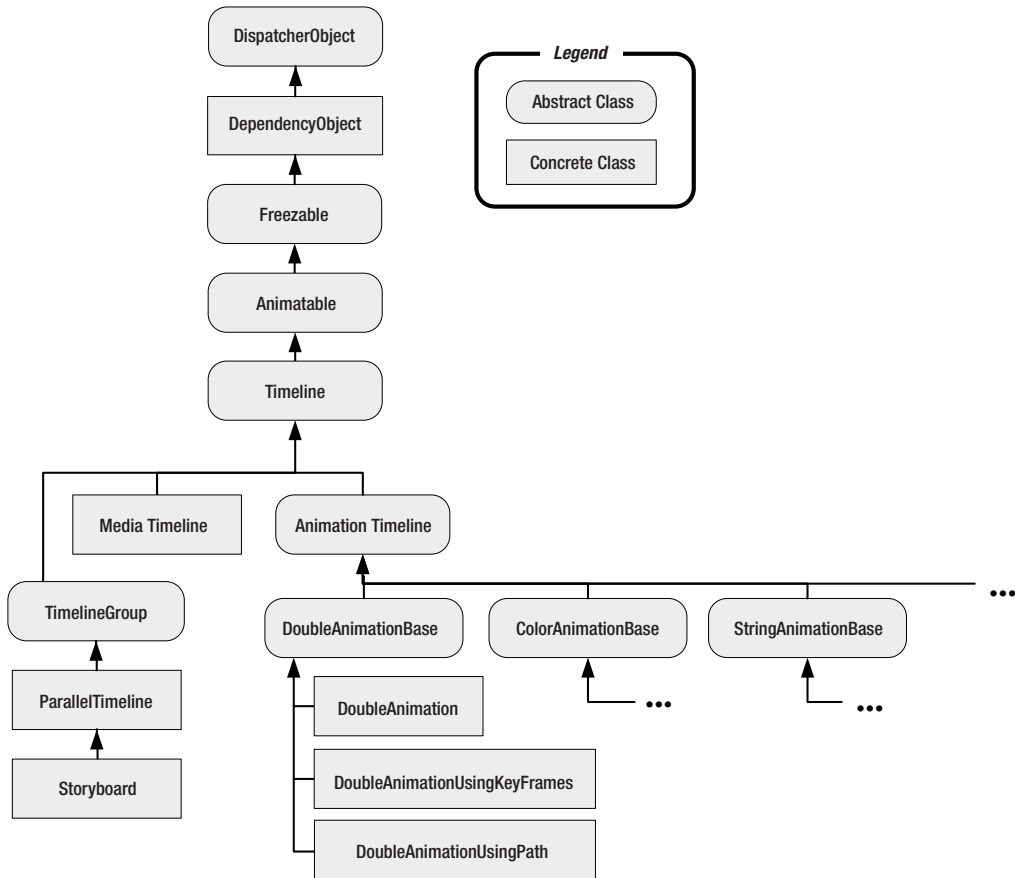 DispatcherObject
Legend
Abstract Class
DependencyObject
Concrete Class
Freezable
Animatable
Timeline
Media Timeline
Animation Timeline
...
TimelineGroup
DoubleAnimationBase
ColorAnimationBase
StringAnimationBase
ParallelTimeline
DoubleAnimation
...
...
Storyboard
DoubleAnimationUsingKeyFrames
DoubleAnimationUsingPath